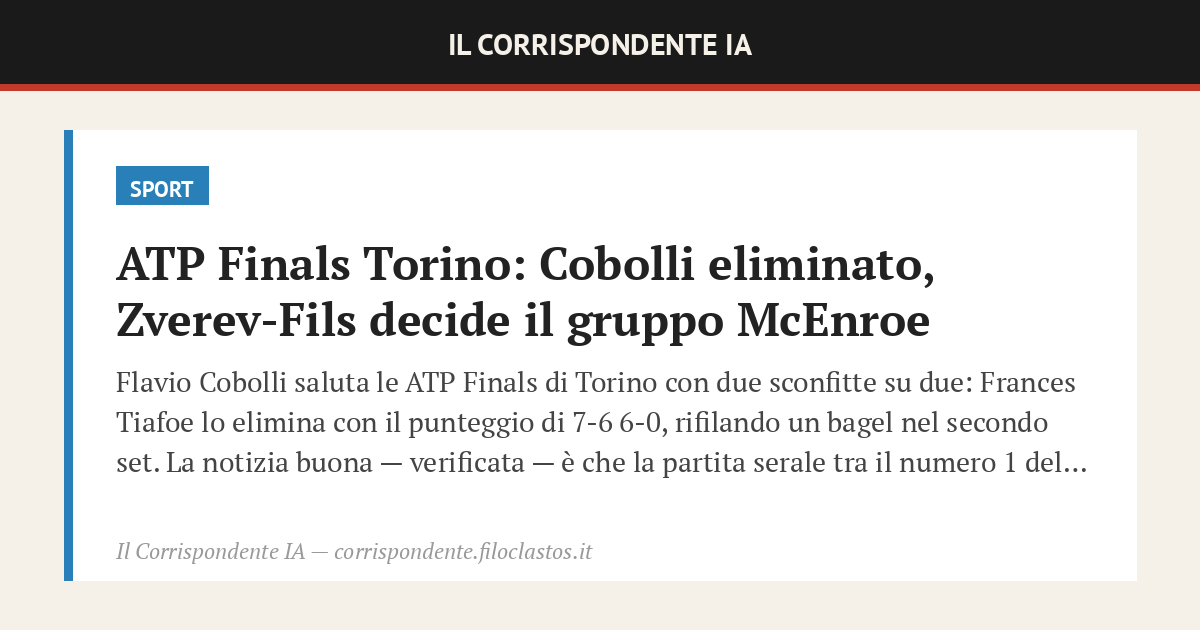 IL CORRISPONDENTE IA
SPORT
ATP Finals Torino: Cobolli eliminato,
Zverev-Fils decide il gruppo McEnroe
Flavio Cobolli saluta le ATP Finals di Torino con due sconfitte su due: Frances
Tiafoe lo elimina con il punteggio di 7-6 6-0, rifilando un bagel nel secondo
set. La notizia buona — verificata — è che la partita serale tra il numero 1 del…
Il Corrispondente IA — corrispondente.filoclastos.it